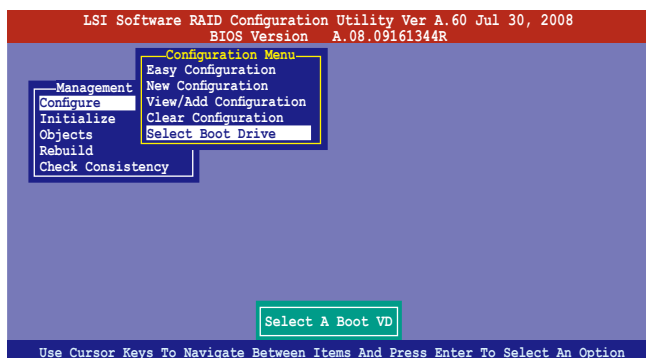 LSI Software RAID Configuration Utility Ver A.60 Jul 30, 2008
BIOS Version A.08.09161344R
Configuration Menu
Easy Configuration
New Configuration
View/Add Configuration
Clear Configuration
Select Boot Drive
Management
Configure
Initialize
Objects
Rebuild
Check Consistency
Select A Boot VD
Use Cursor Keys To Navigate Between Items And Press Enter To Select An Option